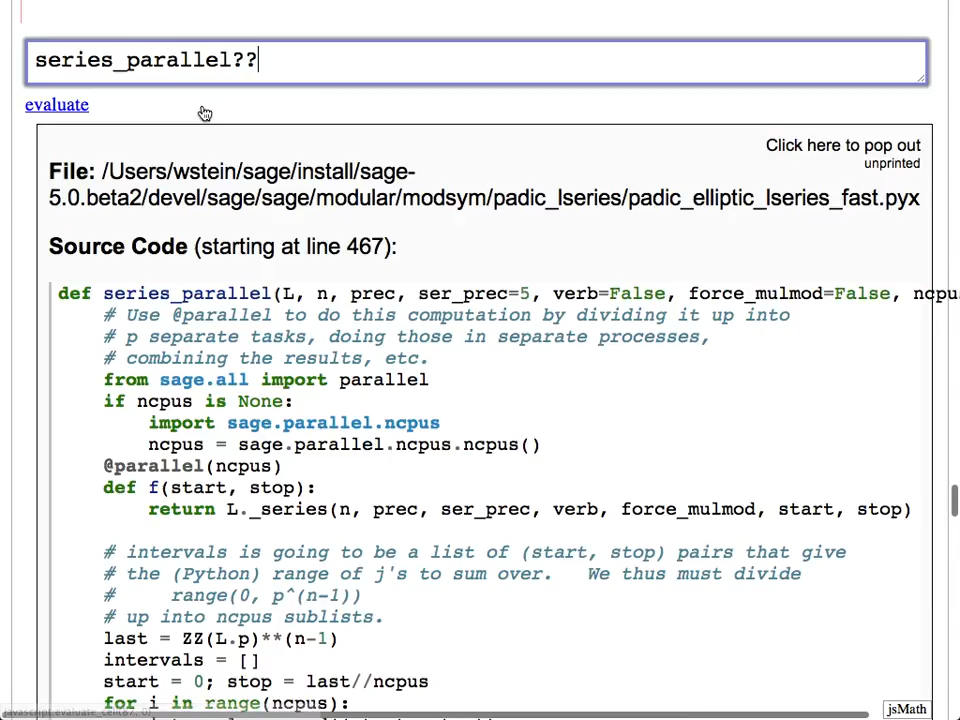 series_parallel??
evaluate
Click here to pop out
unprinted
File: /Users/wstein/sage/install/sage-
5.0.beta2/devel/sage/sage/modular/modsym/padic_lseries/padic_elliptic_lseries_fast.pyx
Source Code (starting at line 467):
def series_parallel(L, n, prec, ser_prec=5, verb=False, force_mulmod=False, ncpus
    # Use @parallel to do this computation by dividing it up into
    # p separate tasks, doing those in separate processes,
    # combining the results, etc.
    from sage.all import parallel
    if ncpus is None:
        import sage.parallel.ncpus
        ncpus = sage.parallel.ncpus.ncpus()
    @parallel(ncpus)
    def f(start, stop):
        return L._series(n, prec, ser_prec, verb, force_mulmod, start, stop)
    # intervals is going to be a list of (start, stop) pairs that give
    # the (Python) range of j's to sum over.   We thus must divide
    #     range(0, p^(n-1))
    # up into ncpus sublists.
    last = ZZ(L.p)**(n-1)
    intervals = []
    start = 0; stop = last//ncpus
    for i in range(ncpus):
jsMath